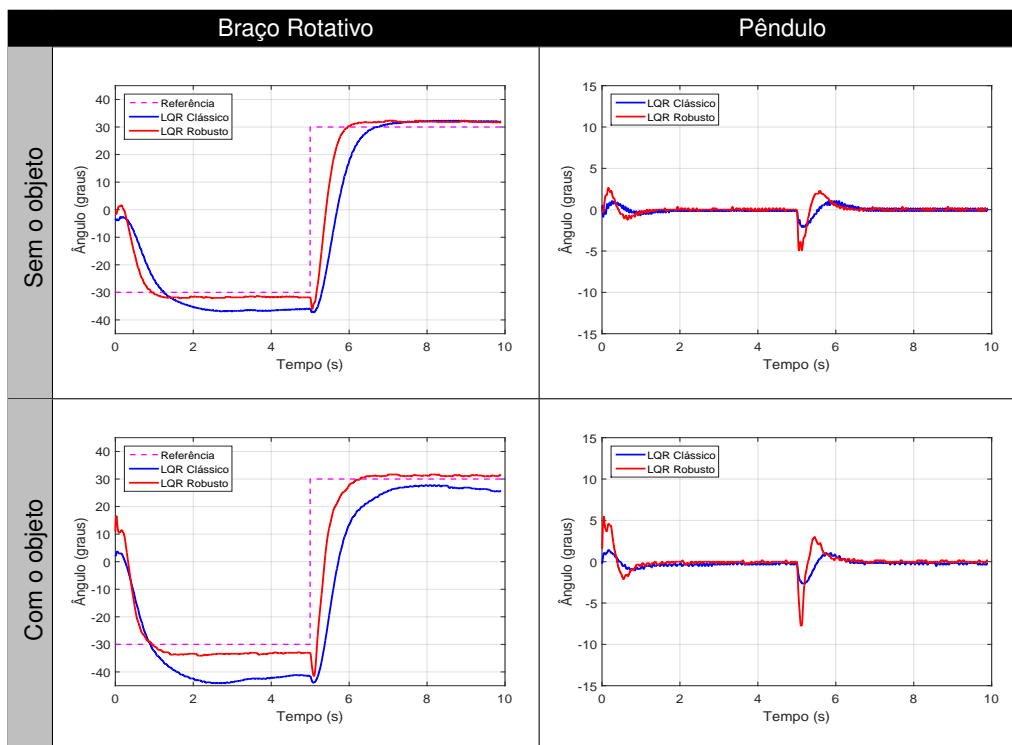 Braço Rotativo
Pêndulo
Sem o objeto
Ângulo (graus)
40
30
20
10
0
-10
-20
-30
-40
Referência
LQR Clássico
LQR Robusto
0 2 4 6 8 10
Tempo (s)
Ângulo (graus)
15
10
5
0
-5
-10
-15
LQR Clássico
LQR Robusto
0 2 4 6 8 10
Tempo (s)
Com o objeto
Ângulo (graus)
40
30
20
10
0
-10
-20
-30
-40
Referência
LQR Clássico
LQR Robusto
0 2 4 6 8 10
Tempo (s)
Ângulo (graus)
15
10
5
0
-5
-10
-15
LQR Clássico
LQR Robusto
0 2 4 6 8 10
Tempo (s)